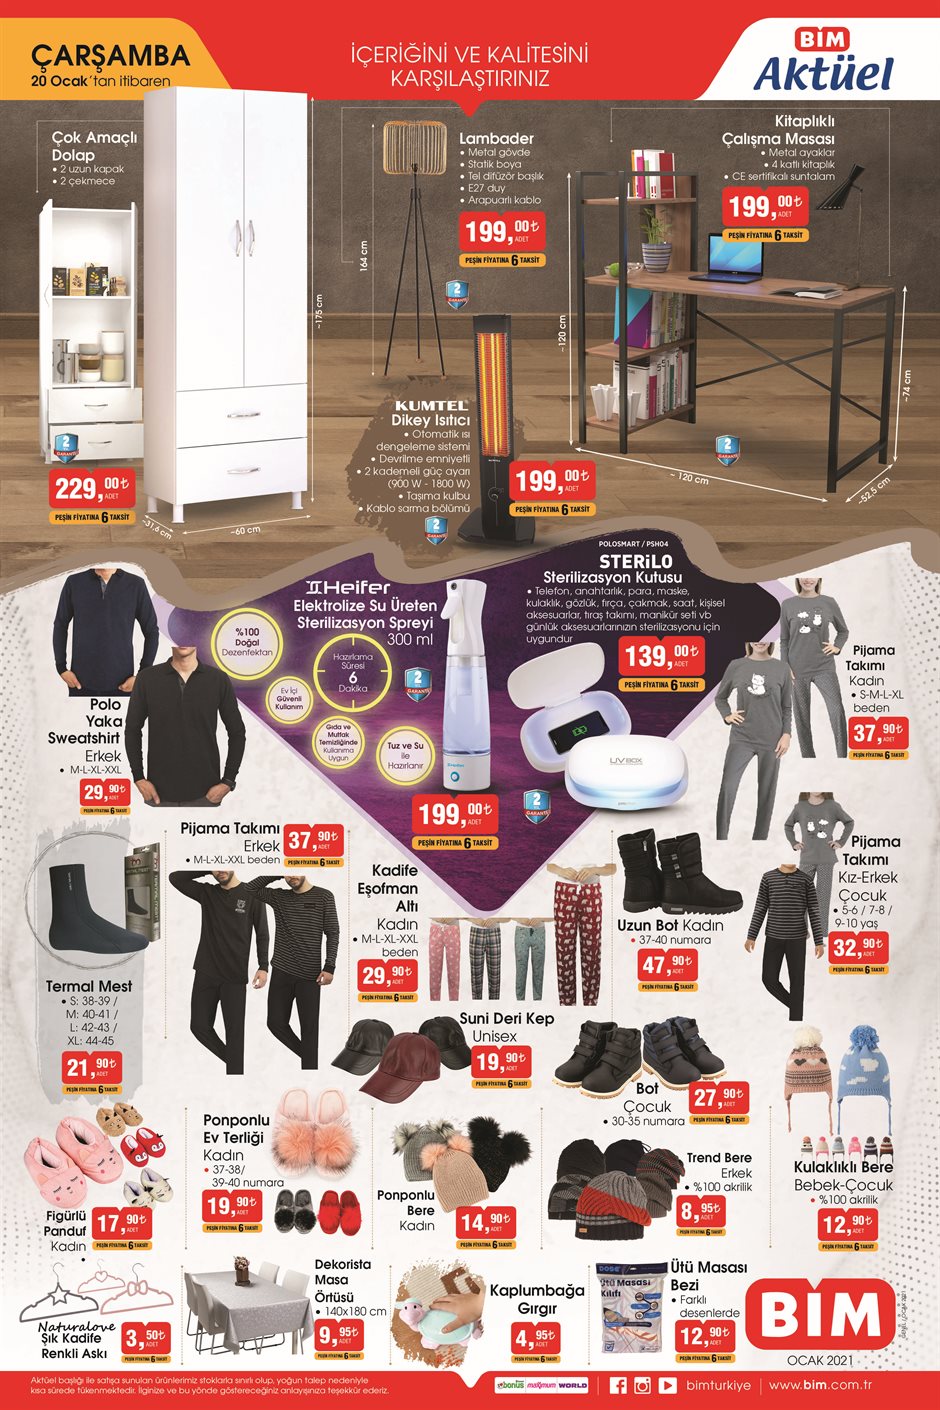 ÇARŞAMBA
20 Ocak'tan itibaren
İÇERİĞİNİ VE KALİTESİNİ
KARŞILAŞTIRINIZ
BİM
Aktüel
Çok Amaçlı
Dolap
• 2 uzun kapak
• 2 çekmece
~175 cm
~31,6 cm
~60 cm
2
GARANTİ
229,00₺
ADET
PEŞİN FİYATINA 6 TAKSİT
Lambader
• Metal gövde
• Statik boya
• Tel difüzör başlık
• E27 duy
• Arapuarlı kablo
164 cm
199,00₺
ADET
PEŞİN FİYATINA 6 TAKSİT
2
GARANTİ
Kitaplıklı
Çalışma Masası
• Metal ayaklar
• 4 katlı kitaplık
• CE sertifikalı suntalam
199,00₺
ADET
PEŞİN FİYATINA 6 TAKSİT
~120 cm
~ 120 cm
~52,5 cm
~74 cm
2
GARANTİ
KUMTEL
Dikey Isıtıcı
• Otomatik ısı
dengeleme sistemi
• Devrilme emniyetli
• 2 kademeli güç ayarı
(900 W - 1800 W)
• Taşıma kulbu
• Kablo sarma bölümü
2
GARANTİ
199,00₺
ADET
PEŞİN FİYATINA 6 TAKSİT
Heifer
Elektrolize Su Üreten
Sterilizasyon Spreyi
300 ml
%100
Doğal
Dezenfektan
Hazırlama
Süresi
6
Dakika
Ev İçi
Güvenli
Kullanım
Gıda ve
Mutfak
Temizliğinde
Kullanıma
Uygun
Tuz ve Su
ile
Hazırlanır
2
GARANTİ
Heifer
199,00₺
ADET
PEŞİN FİYATINA 6 TAKSİT
POLOSMART / PSH04
STERiLO
Sterilizasyon Kutusu
• Telefon, anahtarlık, para, maske,
kulaklık, gözlük, fırça, çakmak, saat, kişisel
aksesuarlar, tıraş takımı, manikür seti vb
günlük aksesuarlarınızın sterilizasyonu için
uygundur
139,00₺
ADET
PEŞİN FİYATINA 6 TAKSİT
UV BOX
2
GARANTİ
Polo
Yaka
Sweatshirt
Erkek
• M-L-XL-XXL
29,90₺
ADET
PEŞİN FİYATINA 6 TAKSİT
Pijama
Takımı
Kadın
• S-M-L-XL
beden
37,90₺
ADET
PEŞİN FİYATINA 6 TAKSİT
Pijama Takımı
Erkek
• M-L-XL-XXL beden
37,90₺
ADET
PEŞİN FİYATINA 6 TAKSİT
Kadife
Eşofman
Altı
Kadın
• M-L-XL-XXL
beden
29,90₺
ADET
PEŞİN FİYATINA 6 TAKSİT
Uzun Bot Kadın
• 37-40 numara
47,90₺
ADET
PEŞİN FİYATINA 6 TAKSİT
Pijama
Takımı
Kız-Erkek
Çocuk
• 5-6 / 7-8 /
9-10 yaş
32,90₺
ADET
PEŞİN FİYATINA 6 TAKSİT
Termal Mest
• S: 38-39 /
M: 40-41 /
L: 42-43 /
XL: 44-45
21,90₺
ADET
PEŞİN FİYATINA 6 TAKSİT
Suni Deri Kep
Unisex
19,90₺
ADET
PEŞİN FİYATINA 6 TAKSİT
Bot
Çocuk
• 30-35 numara
27,90₺
ADET
PEŞİN FİYATINA 6 TAKSİT
Figürlü
Panduf
Kadın
17,90₺
ADET
PEŞİN FİYATINA 6 TAKSİT
Ponponlu
Ev Terliği
Kadın
• 37-38/
39-40 numara
19,90₺
ADET
PEŞİN FİYATINA 6 TAKSİT
Ponponlu
Bere
Kadın
14,90₺
ADET
PEŞİN FİYATINA 6 TAKSİT
Trend Bere
Erkek
• %100 akrilik
8,95₺
ADET
PEŞİN FİYATINA 6 TAKSİT
Kulaklıklı Bere
Bebek-Çocuk
• %100 akrilik
12,90₺
ADET
PEŞİN FİYATINA 6 TAKSİT
Naturalove
Şık Kadife
Renkli Askı
3,50₺
ADET
PEŞİN FİYATINA 6 TAKSİT
Dekorista
Masa
Örtüsü
• 140x180 cm
9,95₺
ADET
PEŞİN FİYATINA 6 TAKSİT
Kaplumbağa
Gırgır
4,95₺
ADET
PEŞİN FİYATINA 6 TAKSİT
DOSE
Ütü Masası
Kılıfı
Ütü Masası
Bezi
• Farklı
desenlerde
12,90₺
ADET
PEŞİN FİYATINA 6 TAKSİT
BİM
OCAK 2021
Aktüel başlığı ile satışa sunulan ürünlerimiz stoklarla sınırlı olup, yoğun talep nedeniyle
kısa sürede tükenmektedir. İlginize ve bu yönde göstereceğiniz anlayışınıza teşekkür ederiz.
bonus maximum WORLD
bimturkiye
www.bim.com.tr